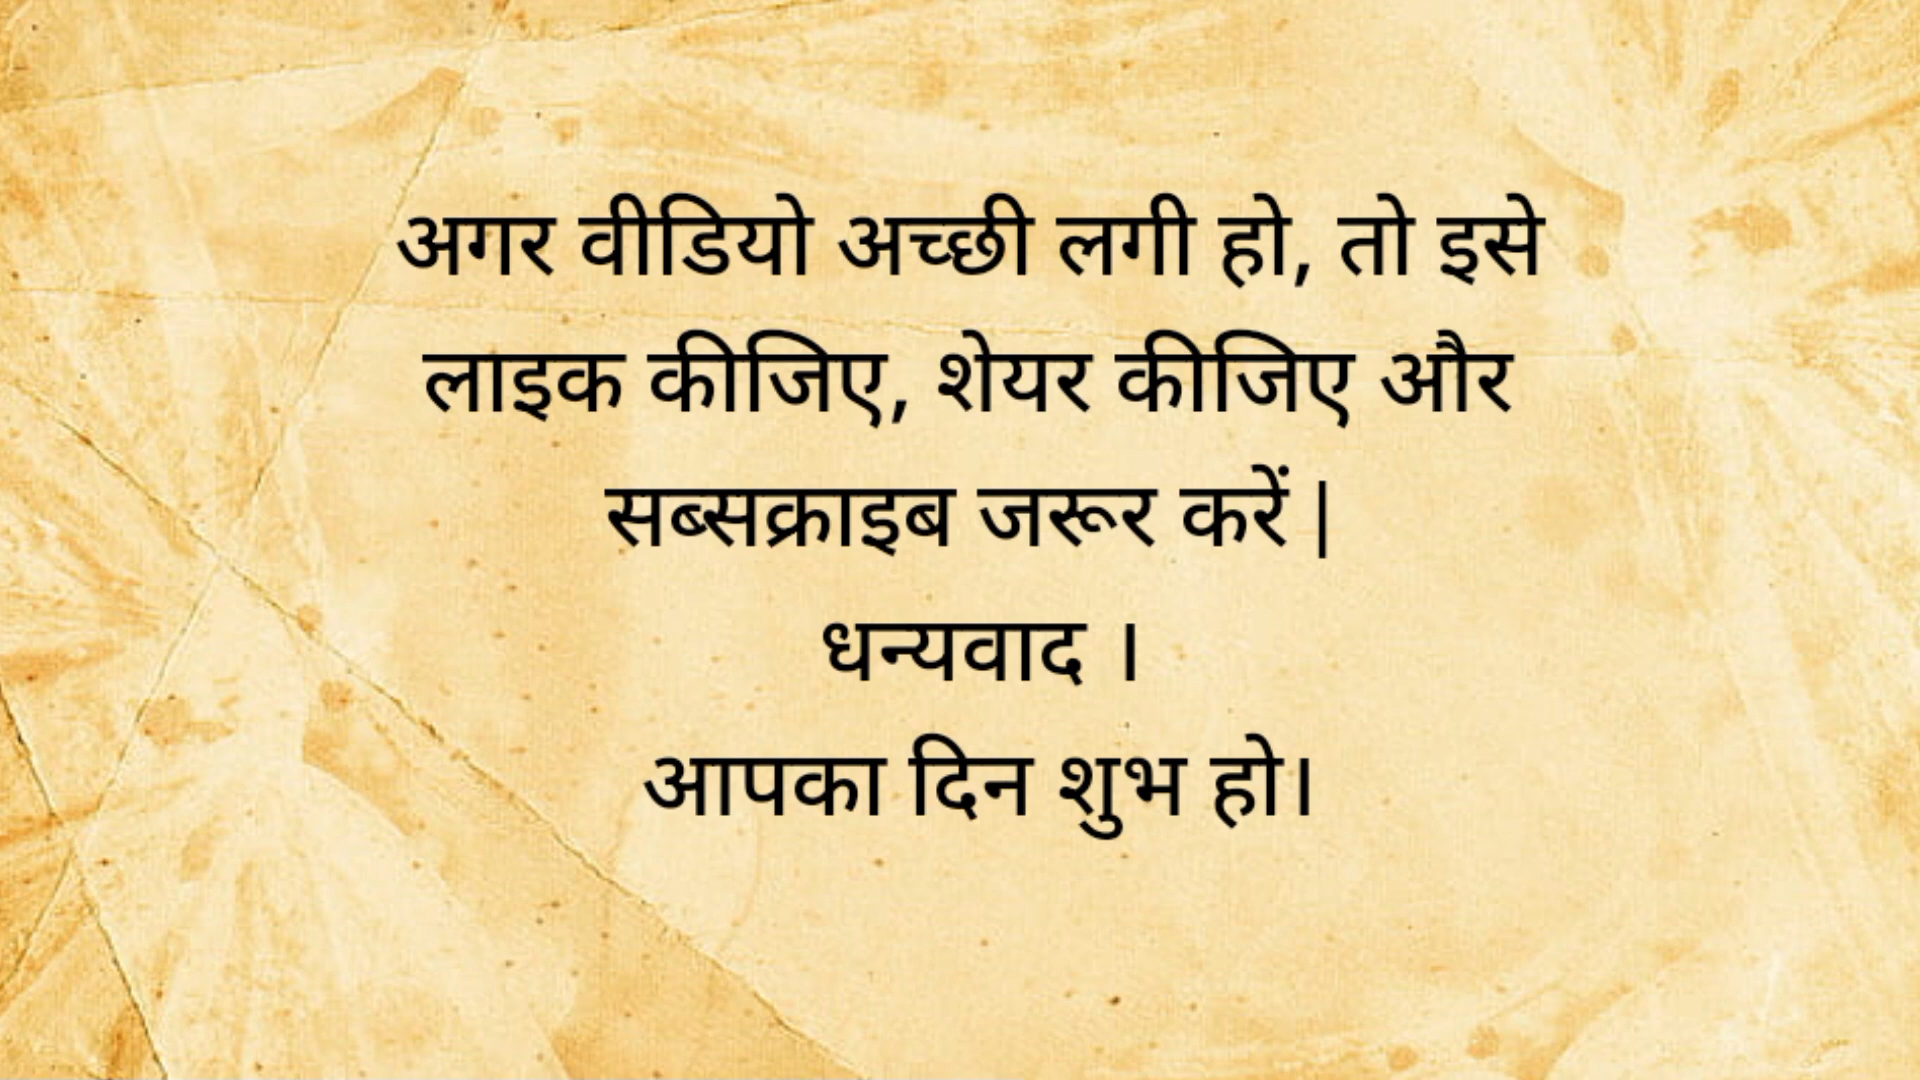 अगर वीडियो अच्छी लगी हो, तो इसे
लाइक कीजिए, शेयर कीजिए और
सब्सक्राइब जरूर करें |
धन्यवाद ।
आपका दिन शुभ हो।